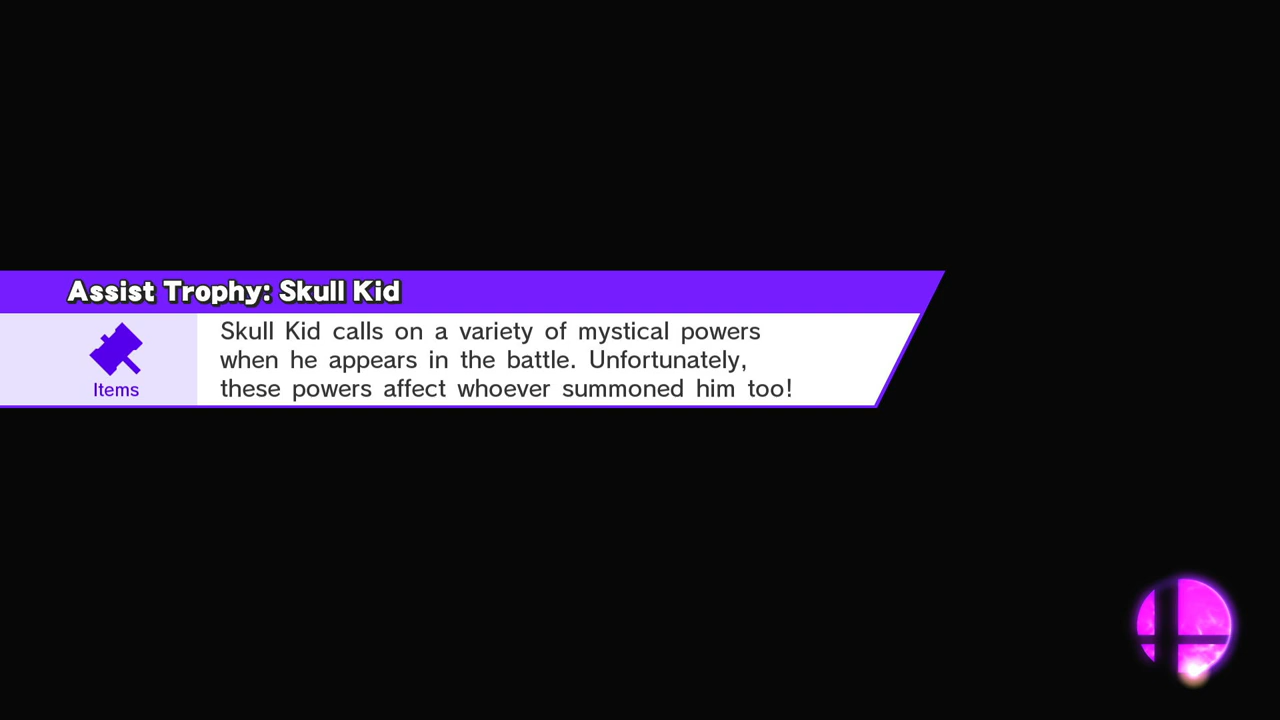 Assist Trophy: Skull Kid
Items
Skull Kid calls on a variety of mystical powers
when he appears in the battle. Unfortunately,
these powers affect whoever summoned him too!